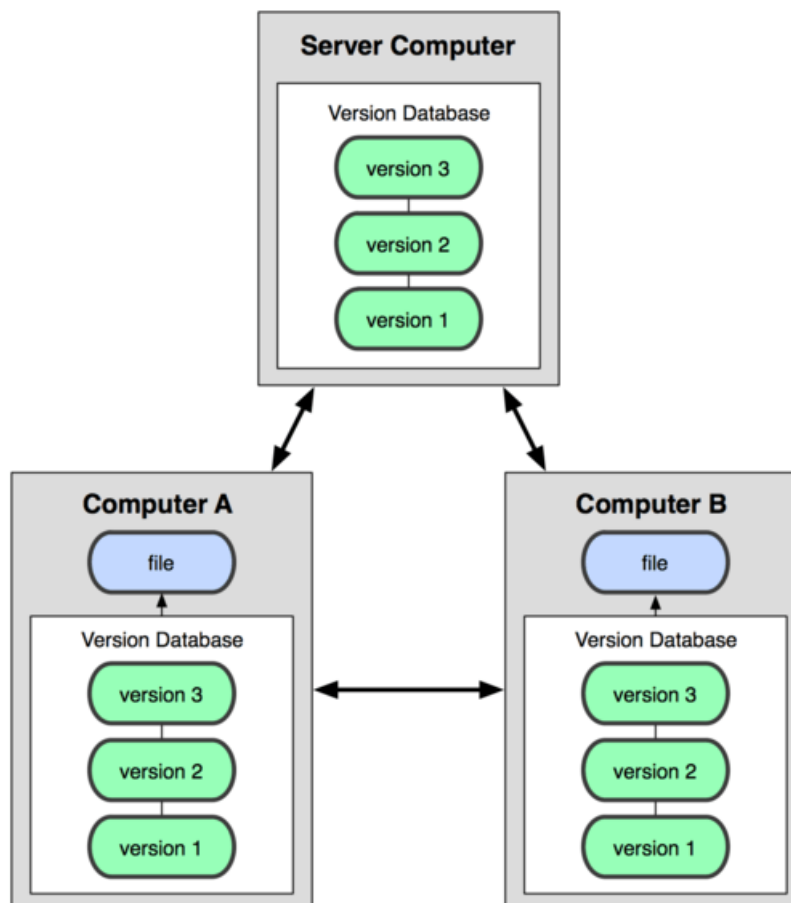 Server Computer
Version Database
version 3
version 2
version 1
Computer A
file
Version Database
version 3
version 2
version 1
Computer B
file
Version Database
version 3
version 2
version 1